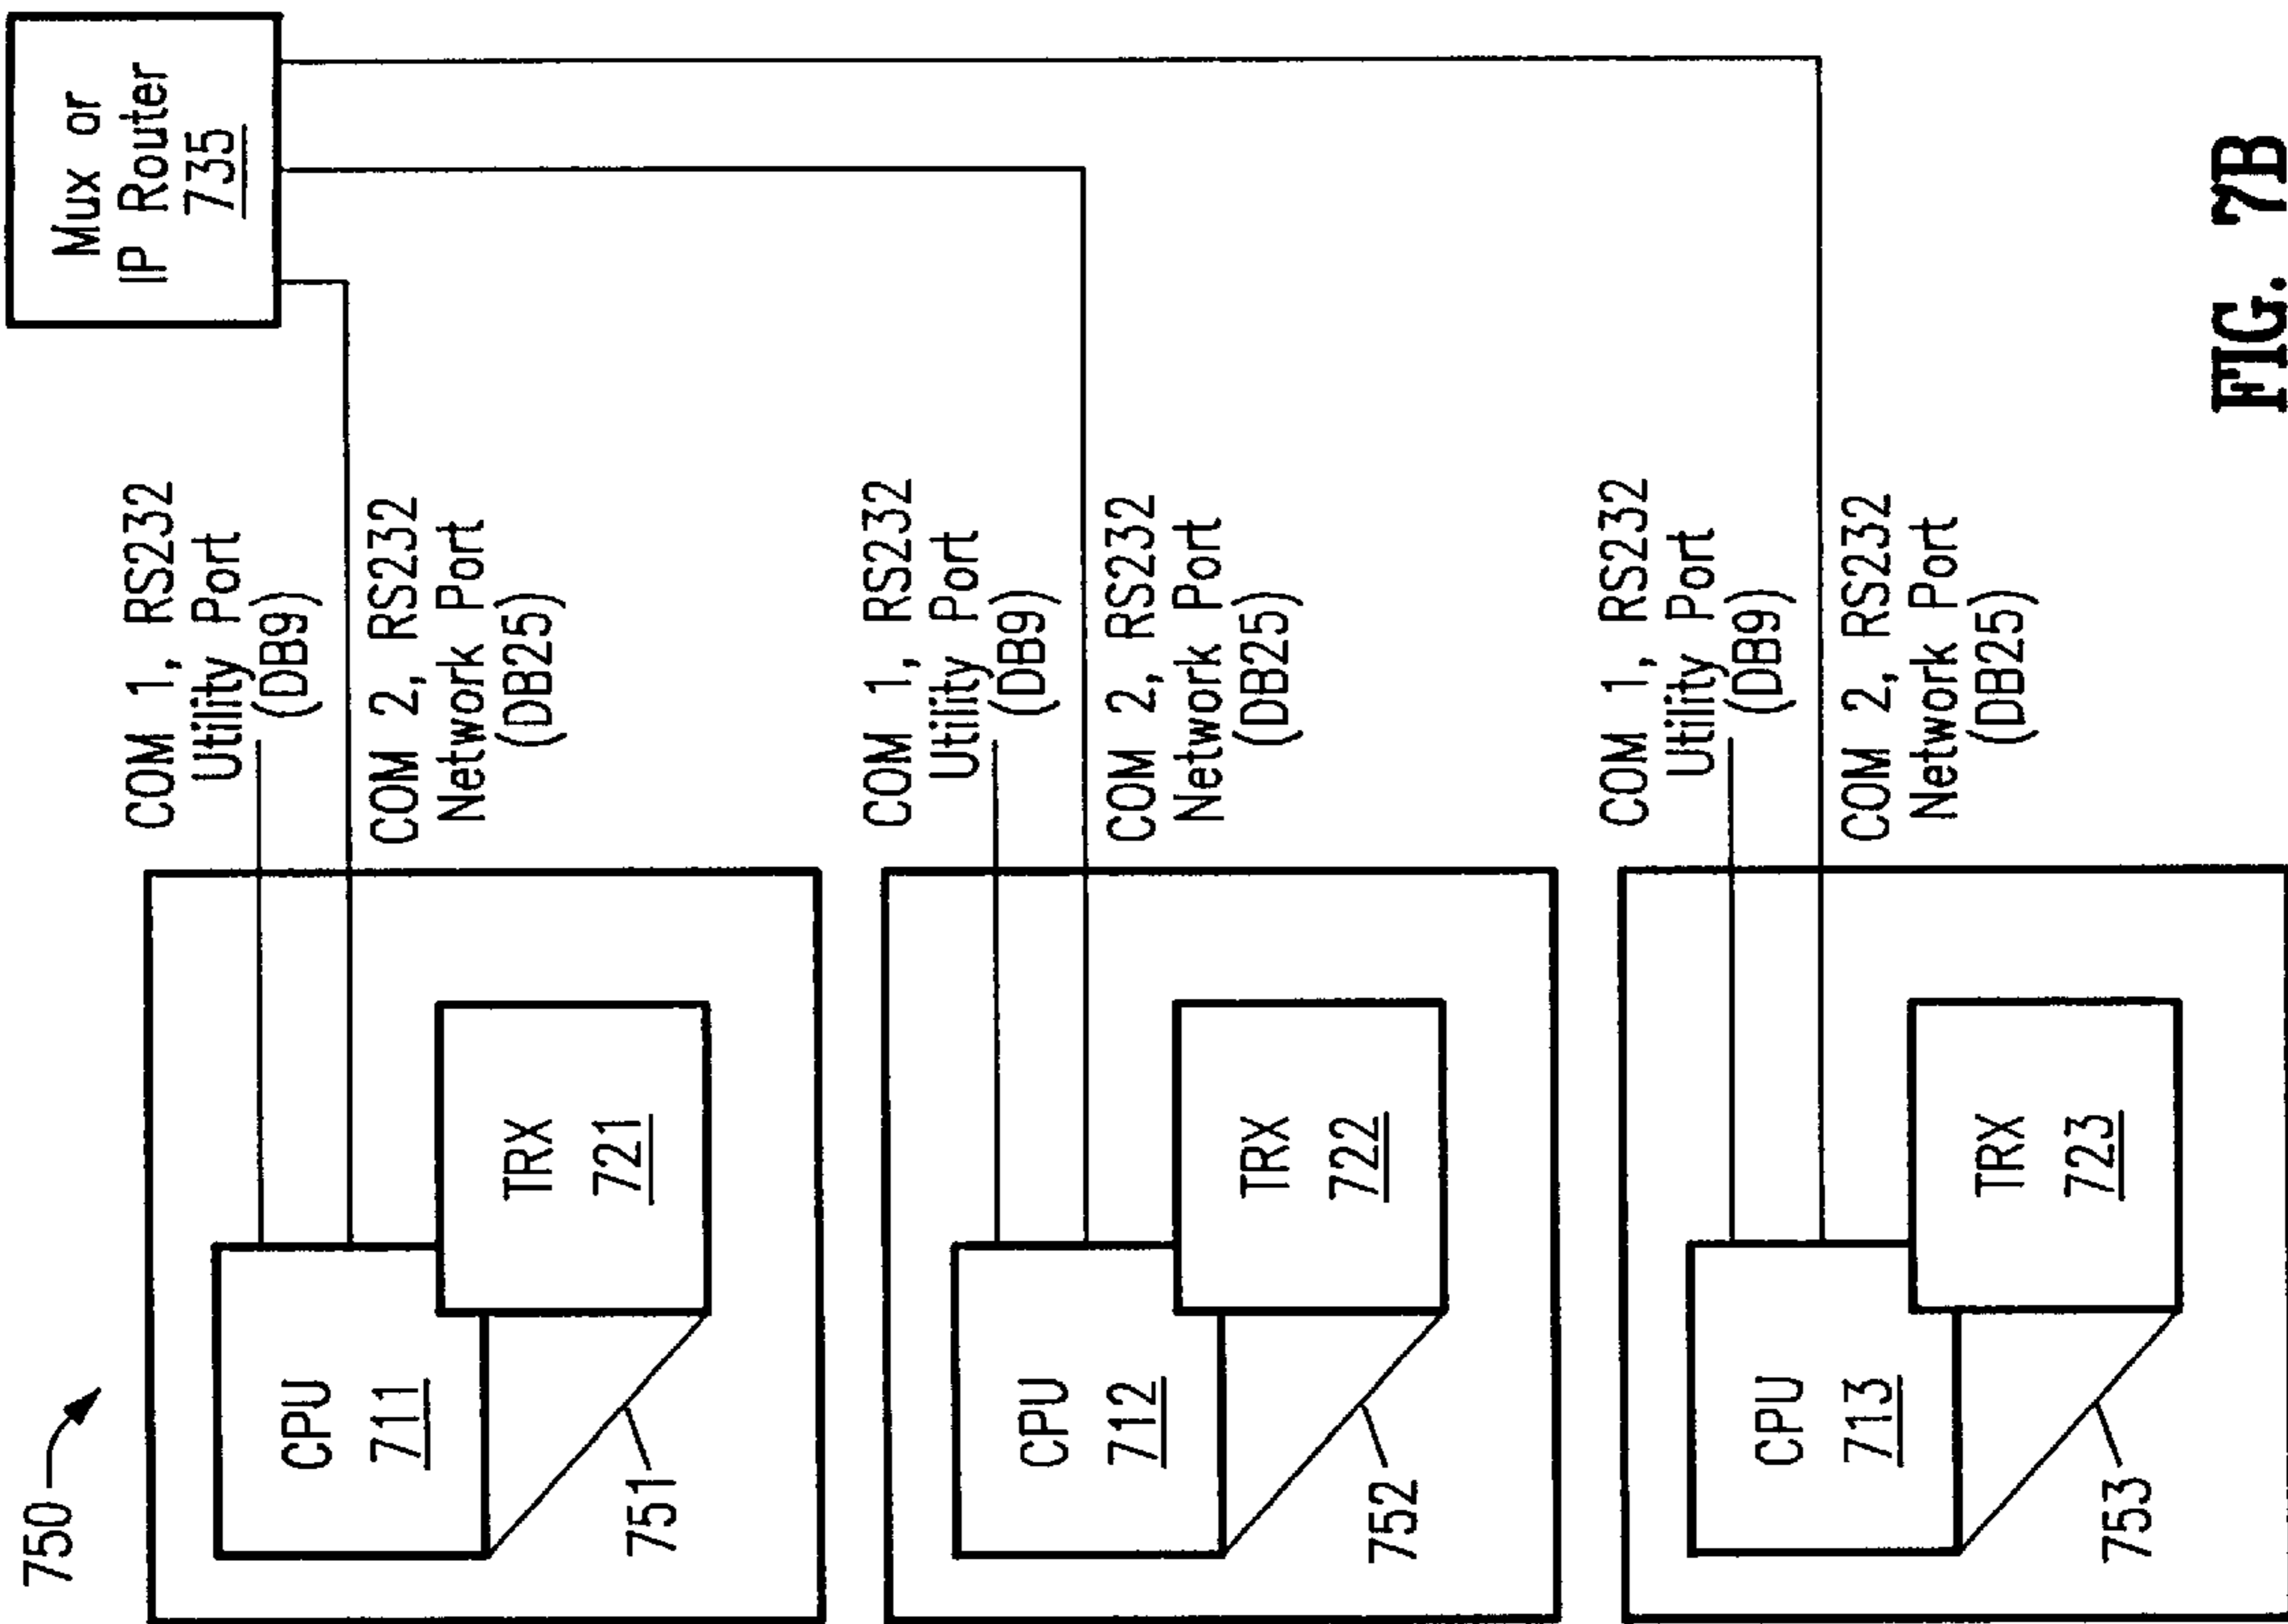 750
CPU
711
TRX
721
751
COM 1, RS232
Utility Port
(DB9)
COM 2, RS232
Network Port
(DB25)
Mux or
IP Router
735
CPU
712
TRX
722
752
COM 1, RS232
Utility Port
(DB9)
COM 2, RS232
Network Port
(DB25)
CPU
713
TRX
723
753
COM 1, RS232
Utility Port
(DB9)
COM 2, RS232
Network Port
(DB25)
FIG. 7B